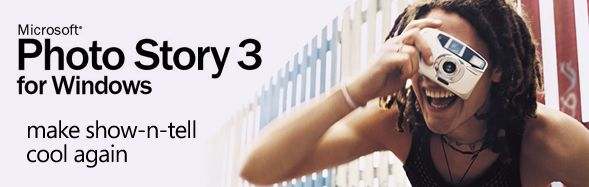 Microsoft®
Photo Story 3
for Windows
make show-n-tell
cool again